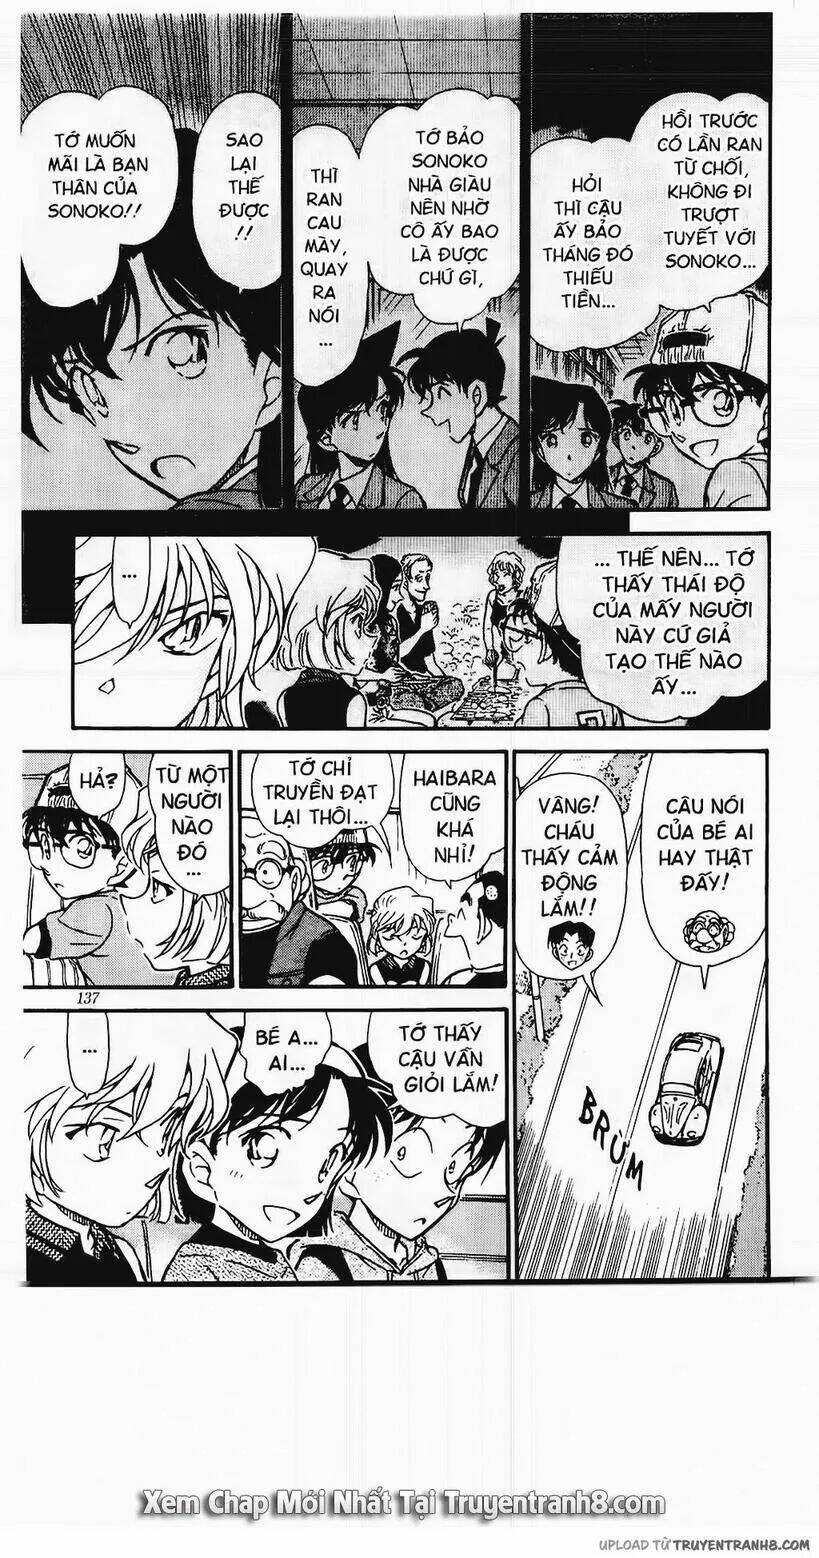 HỒI TRƯỚC
CÓ LẦN RAN
TỪ CHỐI,
KHÔNG ĐI
TRƯỢT
TUYẾT VỚI
SONOKO...
HỎI
THÌ CẬU
ẤY BẢO
THÁNG ĐÓ
THIẾU
TIỀN...
TỚ BẢO
SONOKO
NHÀ GIÀU
NÊN NHỜ
CÔ ẤY BAO
LÀ ĐƯỢC
CHỨ GÌ,
THÌ
RAN
CAU
MÀY,
QUAY
RA
NÓI
...
SAO
LẠI
THẾ
ĐƯỢC
!!
TỚ MUỐN
MÃI LÀ BẠN
THÂN CỦA
SONOKO!!
... THẾ NÊN... TỚ
THẤY THÁI ĐỘ
CỦA MẤY NGƯỜI
NÀY CỨ GIẢ
TẠO THẾ NÀO
ẤY...
...
CÂU NÓI
CỦA BÉ AI
HAY THẬT
ĐẤY!
VÂNG!
CHÁU
THẤY CẢM
ĐỘNG
LẮM!!
BRỪM
HAIBARA
CŨNG
KHÁ
NHỈ!
TỚ CHỈ
TRUYỀN ĐẠT
LẠI THÔI...
TỪ MỘT
NGƯỜI
NÀO
ĐÓ
...
HẢ?
137
TỚ THẤY
CẬU VẪN
GIỎI LẮM!
BÉ A...
AI...
...
Xem Chap Mới Nhất Tại Truyentranh8.com
UPLOAD TỪ TRUYENTRANH8.COM